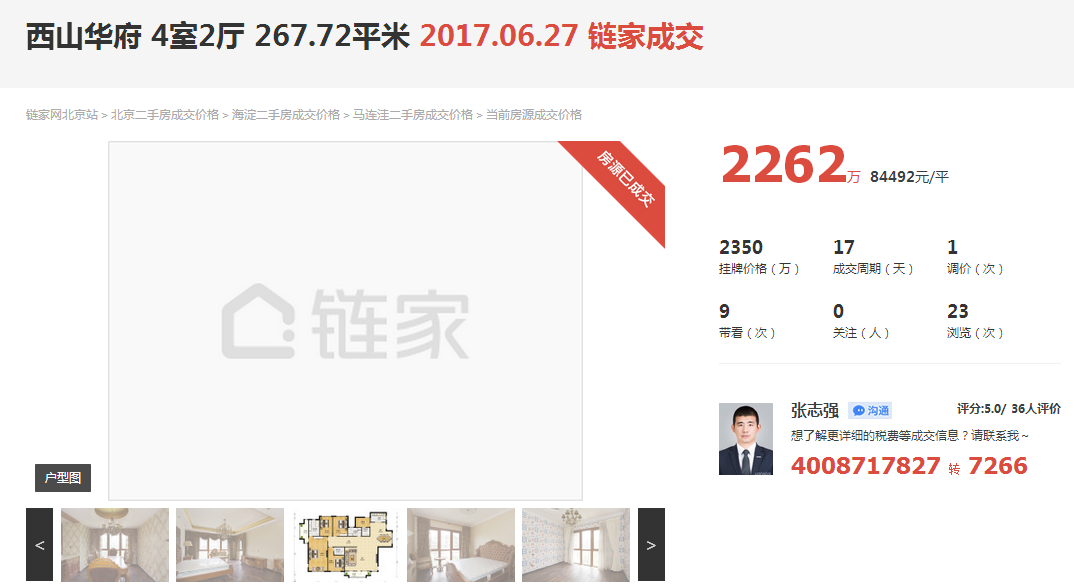 西山华府 4室2厅 267.72平米 2017.06.27 链家成交
链家网北京站 > 北京二手房成交价格 > 海淀二手房成交价格 > 马连洼二手房成交价格 > 当前房源成交价格
房源已成交
链家
户型图
<
>
2262万 84492元/平
2350 17 1
挂牌价格（万） 成交周期（天） 调价（次）
9 0 23
带看（次） 关注（人） 浏览（次）
张志强 沟通 评分:5.0/ 36人评价
想了解更详细的税费等成交信息？请联系我～
4008717827 转 7266